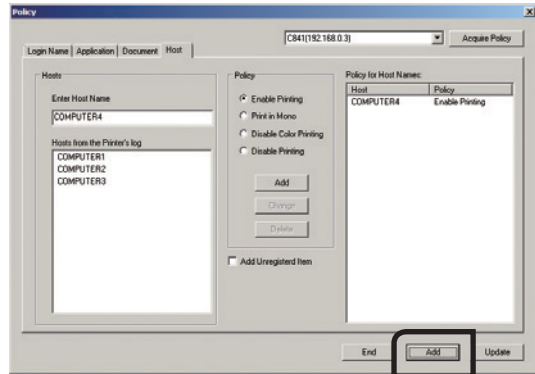 Policy
C841(192.168.0.3)
Acquire Policy
Login Name
Application
Document
Host
Hosts
Enter Host Name
COMPUTER4
Hosts from the Printer's log
COMPUTER1
COMPUTER2
COMPUTER3
Policy
Enable Printing
Print in Mono
Disable Color Printing
Disable Printing
Add
Change
Delete
Add Unregisterd Item
Policy for Host Names:
Host Policy
COMPUTER4 Enable Printing
End
Add
Update